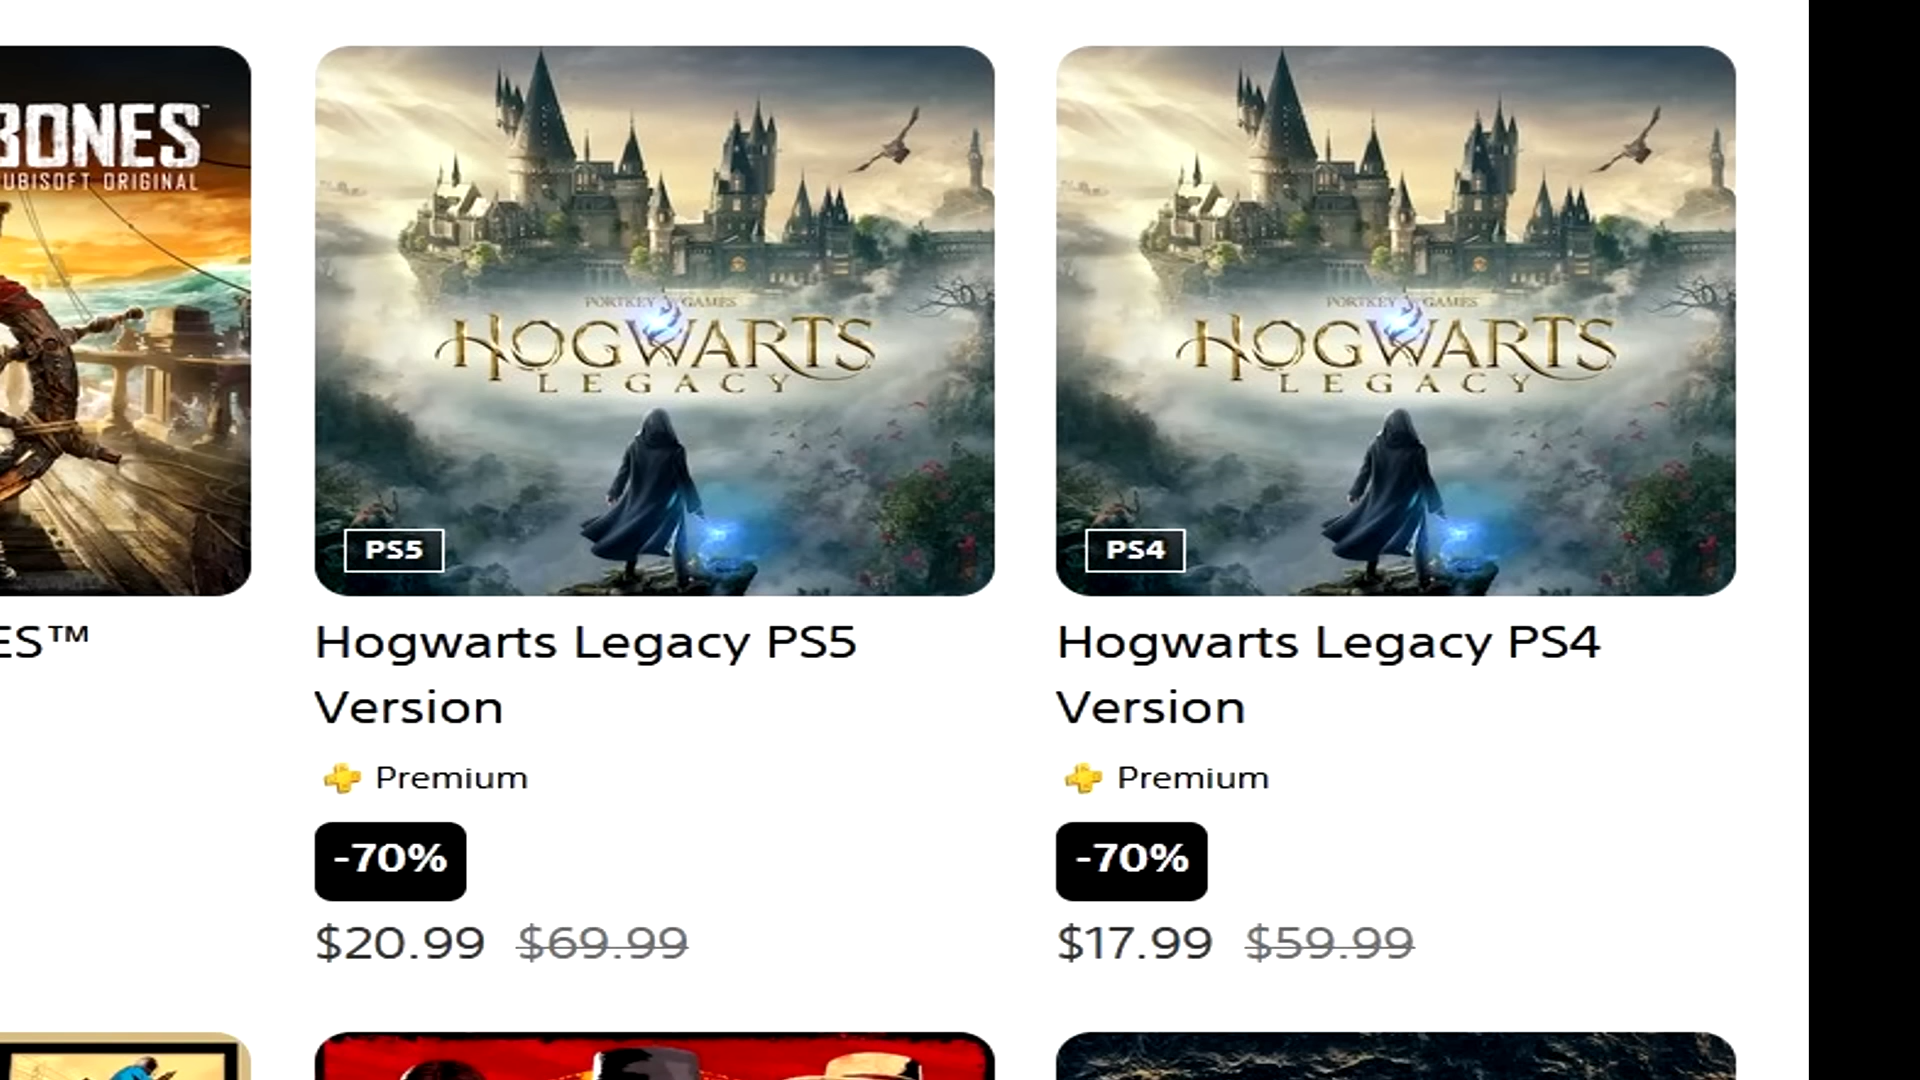 BONES™
UBISOFT ORIGINAL
PORTKEY GAMES
HOGWARTS
LEGACY
PS5
PORTKEY GAMES
HOGWARTS
LEGACY
PS4
ES™
Hogwarts Legacy PS5
Version
Premium
-70%
$20.99 $69.99
Hogwarts Legacy PS4
Version
Premium
-70%
$17.99 $59.99